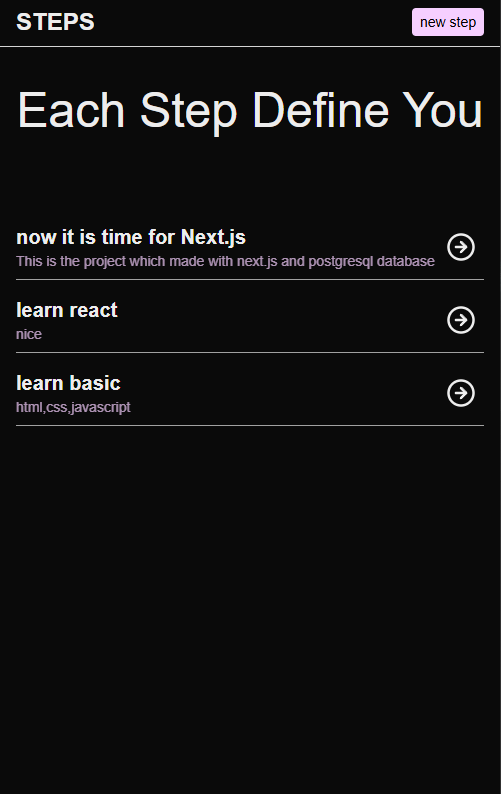 STEPS
new step
Each Step Define You
now it is time for Next.js
This is the project which made with next.js and postgresql database
learn react
nice
learn basic
html,css,javascript